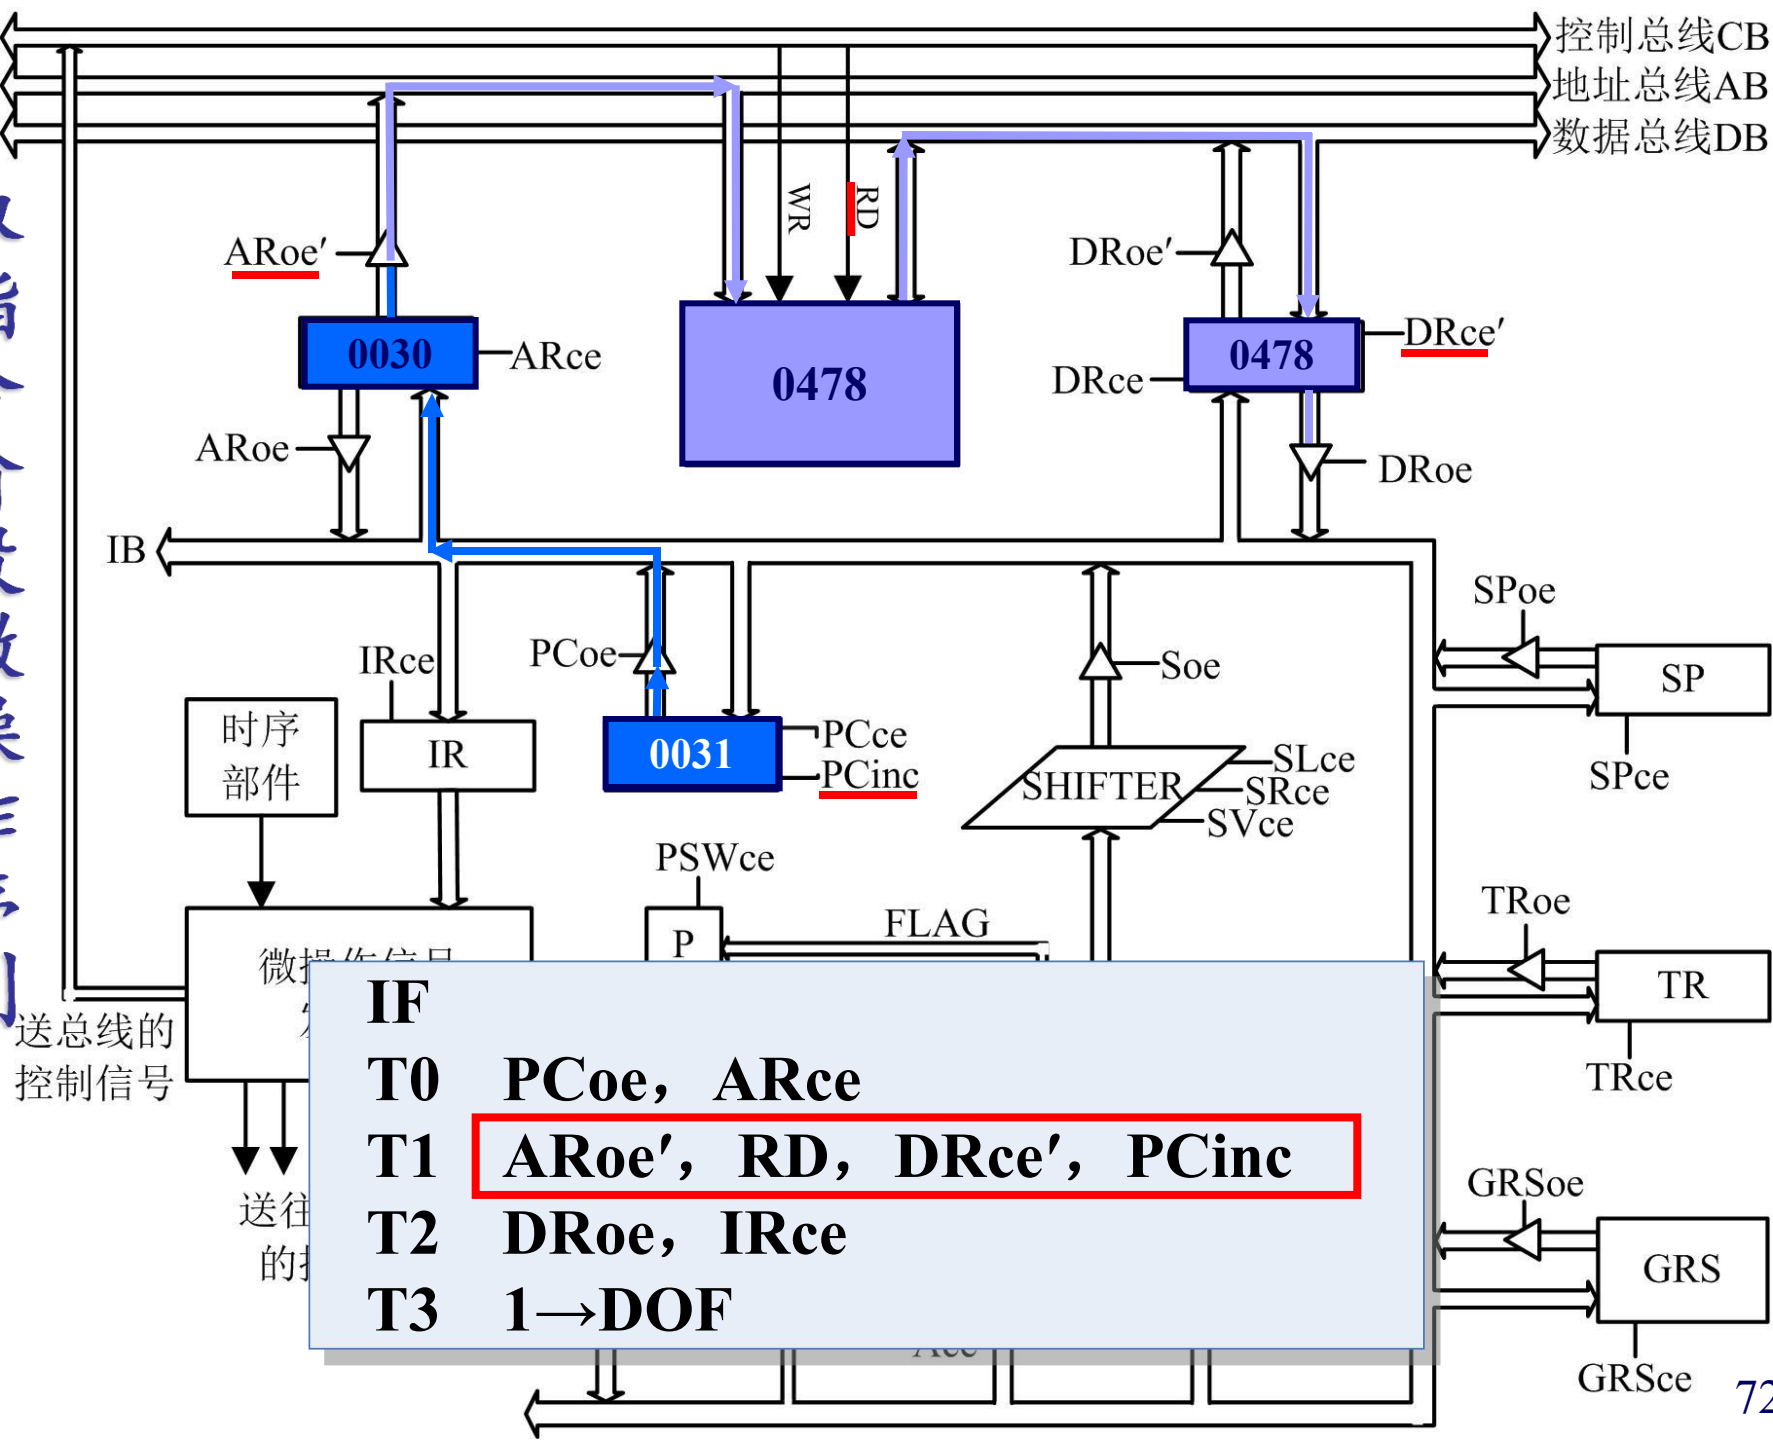 控制总线CB
地址总线AB
数据总线DB
WR
RD
ARoe′
DRoe′
0030
ARce
0478
0478
DRce′
DRce
ARoe
DRoe
IB
SPoe
IRce
PCoe
Soe
SP
时序
部件
IR
0031
PCce
PCinc
SHIFTER
SLce
SRce
SVce
SPce
PSWce
TRoe
P
FLAG
TR
送总线的
控制信号
TRce
IF
T0 PCoe，ARce
T1 ARoe′，RD，DRce′，PCinc
T2 DRoe，IRce
T3 1→DOF
送往
的
GRSoe
GRS
GRSce
72